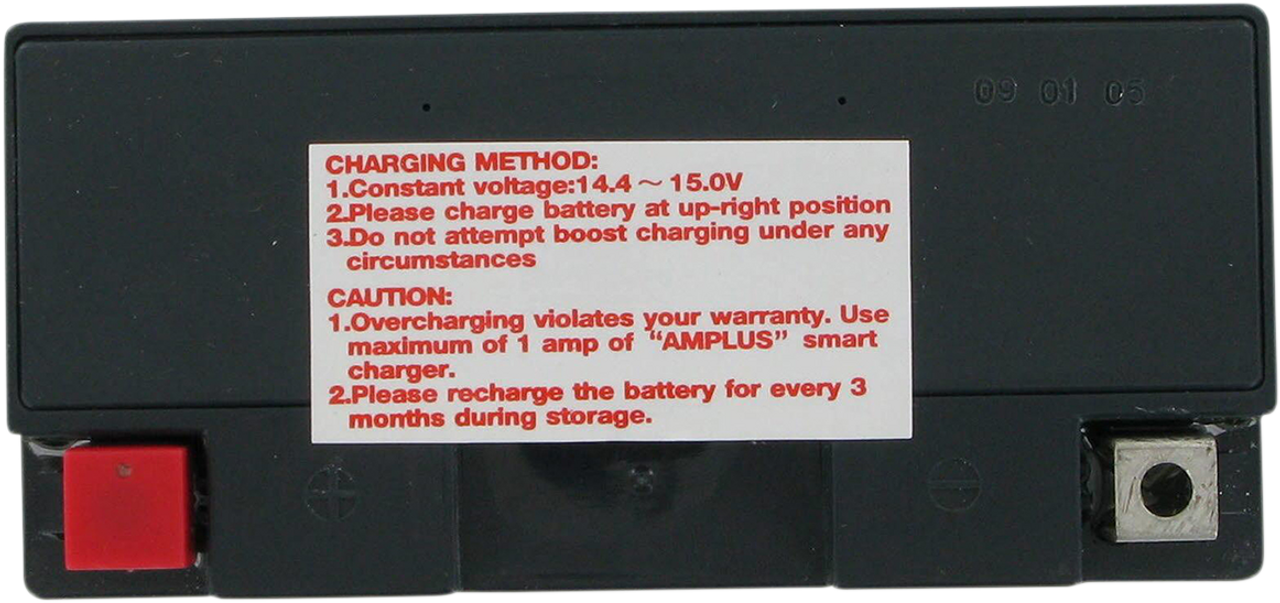 09 01 05
CHARGING METHOD:
1.Constant voltage:14.4 ~ 15.0V
2.Please charge battery at up-right position
3.Do not attempt boost charging under any
circumstances
CAUTION:
1.Overcharging violates your warranty. Use
maximum of 1 amp of “AMPLUS” smart
charger.
2.Please recharge the battery for every 3
months during storage.